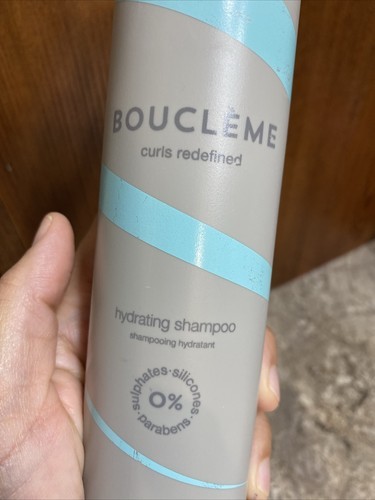 BOUCLÈME
curls redefined
hydrating shampoo
shampooing hydratant
·sulphates·silicones·parabens
0%